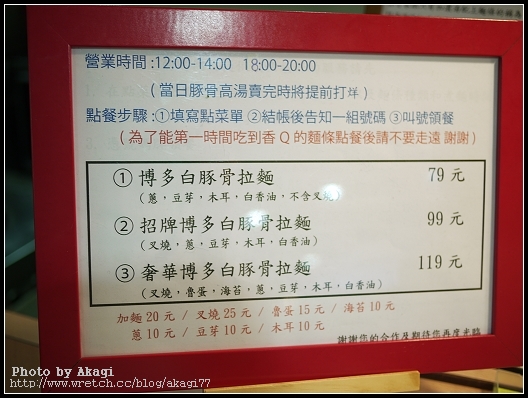 營業時間:12:00-14:00 18:00-20:00
(當日豚骨高湯賣完時將提前打烊)
點餐步驟:①填寫點菜單②結帳後告知一組號碼③叫號領餐
(為了能第一時間吃到香Q的麵條點餐後請不要走遠 謝謝)
① 博多白豚骨拉麵 79 元
(蔥,豆芽,木耳,白香油,不含叉燒)
② 招牌博多白豚骨拉麵 99 元
(叉燒,蔥,豆芽,木耳,白香油)
③ 奢華博多白豚骨拉麵 119 元
(叉燒,魯蛋,海苔,蔥,豆芽,木耳,白香油)
加麵20元 / 叉燒25元 / 魯蛋15元 / 海苔10元
蔥10元 / 豆芽10元 / 木耳10元
謝謝您的合作及期待您再度光臨
Photo by Akagi
http://www.wretch.cc/blog/akagi77